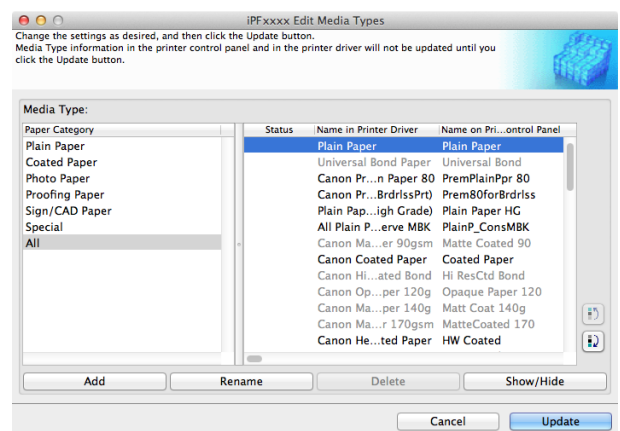 iPFxxxx Edit Media Types
Change the settings as desired, and then click the Update button.
Media Type information in the printer control panel and in the printer driver will not be updated until you
click the Update button.
Media Type:
Paper Category
Status Name in Printer Driver Name on Pri...ontrol Panel
Plain Paper
Coated Paper
Photo Paper
Proofing Paper
Sign/CAD Paper
Special
All
Plain Paper Plain Paper
Universal Bond Paper Universal Bond
Canon Pr...n Paper 80 PremPlainPpr 80
Canon Pr...BrdrlssPrt) Prem80forBrdrlss
Plain Pap...igh Grade) Plain Paper HG
All Plain P...erve MBK PlainP_ConsMBK
Canon Ma...er 90gsm Matte Coated 90
Canon Coated Paper Coated Paper
Canon Hi...ated Bond Hi ResCtd Bond
Canon Op...per 120g Opaque Paper 120
Canon Ma...per 140g Matt Coat 140g
Canon Ma...r 170gsm MatteCoated 170
Canon He...ted Paper HW Coated
Add Rename Delete Show/Hide
Cancel Update